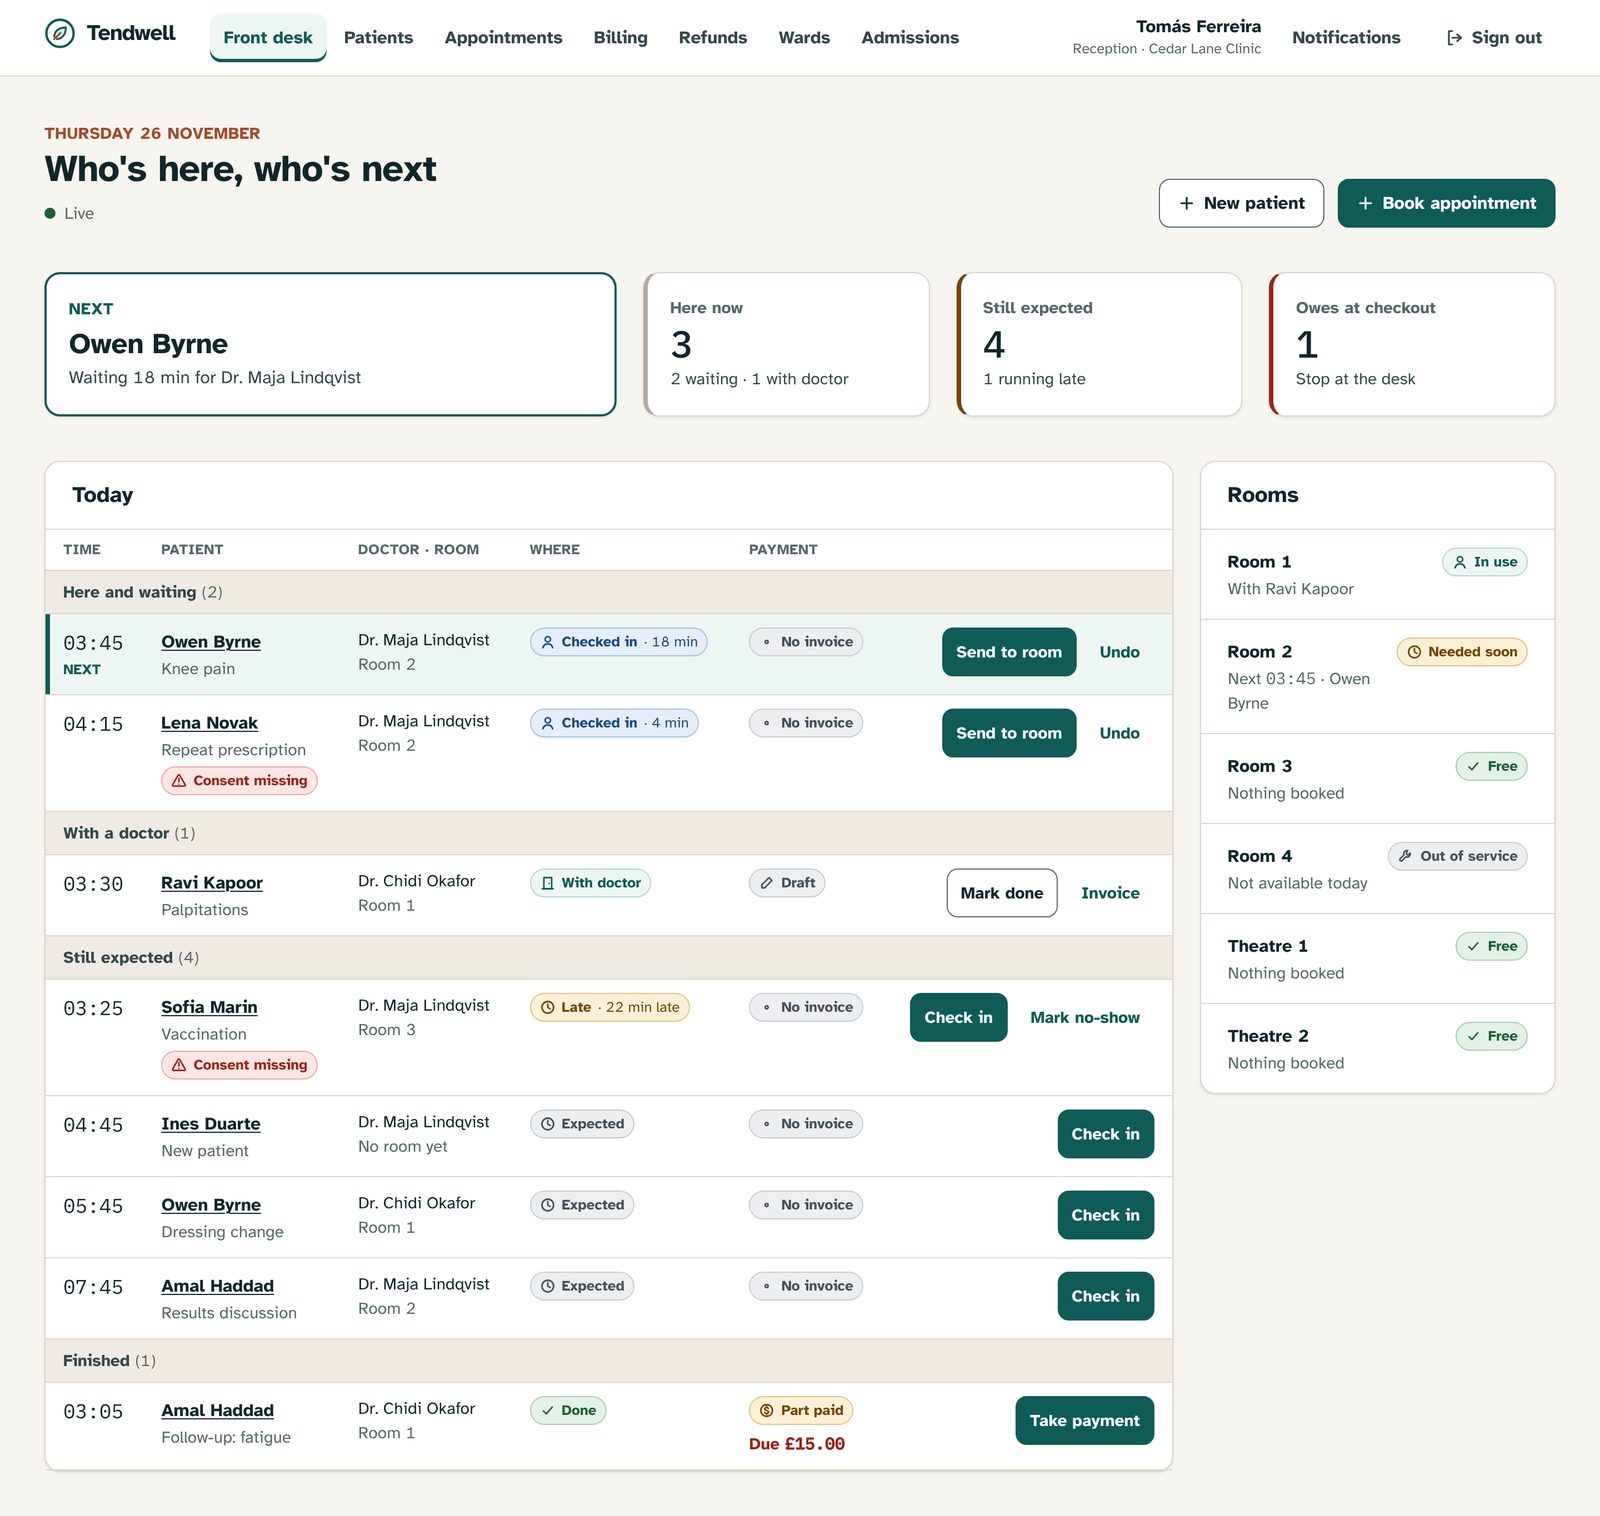 Tendwell
Front desk
Patients
Appointments
Billing
Refunds
Wards
Admissions
Tomás Ferreira
Reception · Cedar Lane Clinic
Notifications
Sign out
THURSDAY 26 NOVEMBER
Who's here, who's next
Live
+ New patient
+ Book appointment
NEXT
Owen Byrne
Waiting 18 min for Dr. Maja Lindqvist
Here now
3
2 waiting · 1 with doctor
Still expected
4
1 running late
Owes at checkout
1
Stop at the desk
Today
TIME PATIENT DOCTOR · ROOM WHERE PAYMENT
Here and waiting (2)
03:45 Owen Byrne Dr. Maja Lindqvist Checked in · 18 min No invoice Send to room Undo
NEXT Knee pain Room 2
04:15 Lena Novak Dr. Maja Lindqvist Checked in · 4 min No invoice Send to room Undo
Repeat prescription Room 2
Consent missing
With a doctor (1)
03:30 Ravi Kapoor Dr. Chidi Okafor With doctor Draft Mark done Invoice
Palpitations Room 1
Still expected (4)
03:25 Sofia Marin Dr. Maja Lindqvist Late · 22 min late No invoice Check in Mark no-show
Vaccination Room 3
Consent missing
04:45 Ines Duarte Dr. Maja Lindqvist Expected No invoice Check in
New patient No room yet
05:45 Owen Byrne Dr. Chidi Okafor Expected No invoice Check in
Dressing change Room 1
07:45 Amal Haddad Dr. Maja Lindqvist Expected No invoice Check in
Results discussion Room 2
Finished (1)
03:05 Amal Haddad Dr. Chidi Okafor Done Part paid Take payment
Follow-up: fatigue Room 1 Due £15.00
Rooms
Room 1 In use
With Ravi Kapoor
Room 2 Needed soon
Next 03:45 · Owen
Byrne
Room 3 Free
Nothing booked
Room 4 Out of service
Not available today
Theatre 1 Free
Nothing booked
Theatre 2 Free
Nothing booked